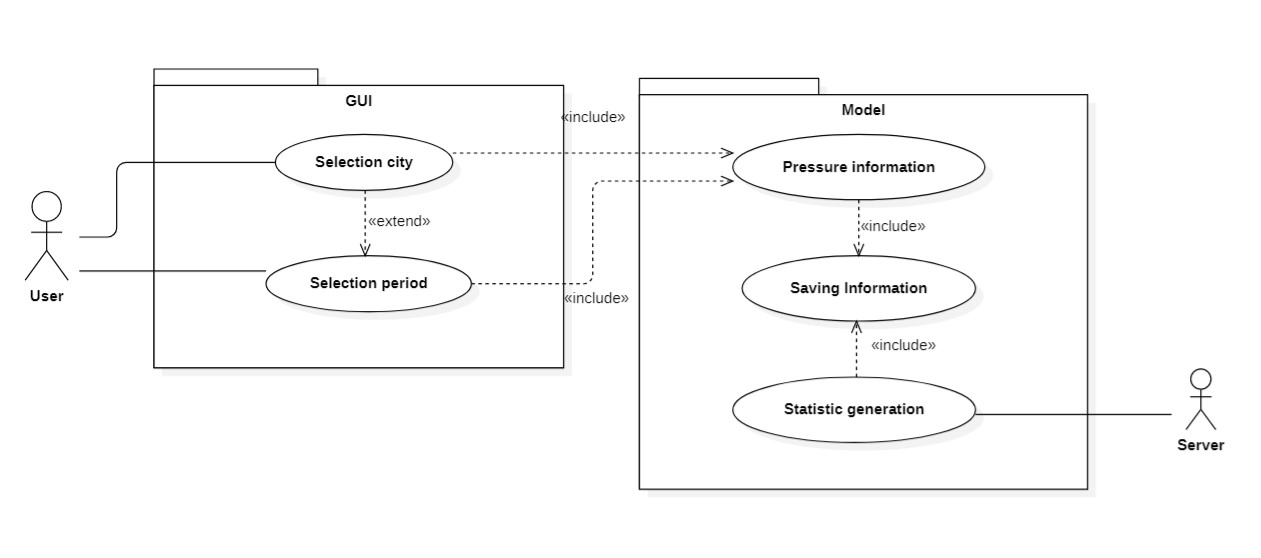 GUI
Model
«include»
Selection city
Pressure information
«extend»
«include»
Selection period
Saving Information
User
«include»
«include»
Statistic generation
Server